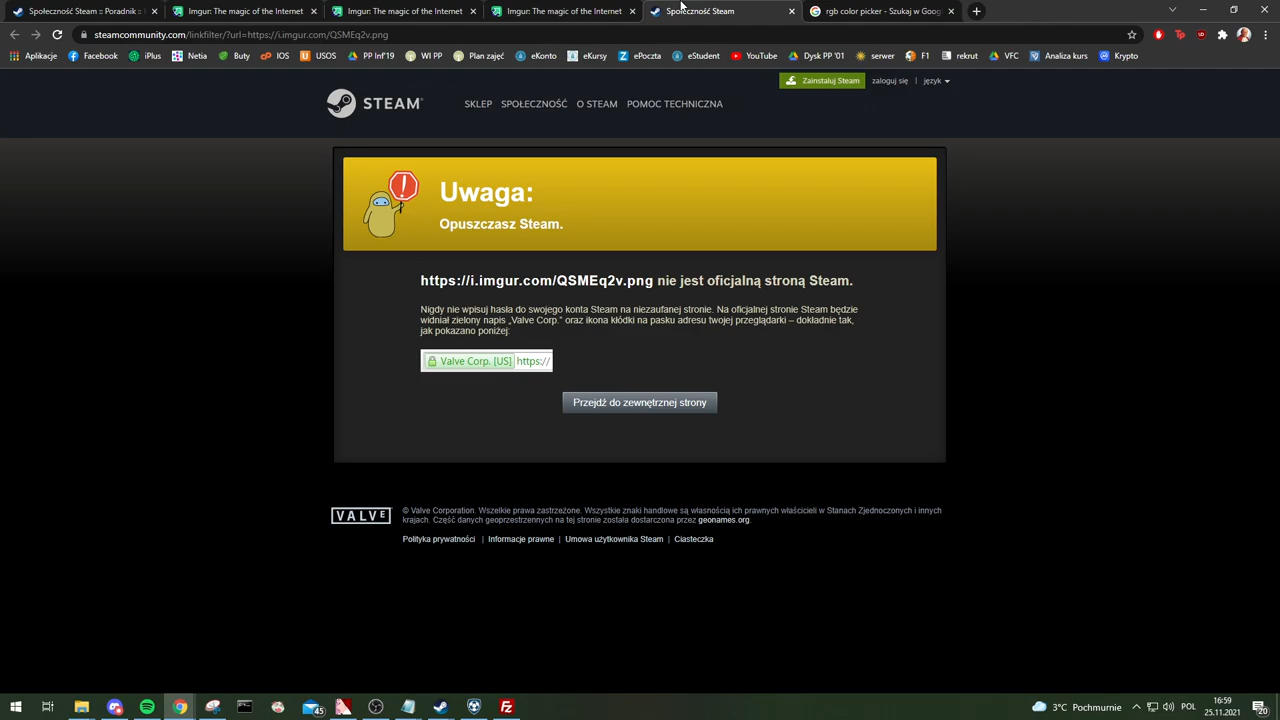 Społeczność Steam :: Poradnik ::
Imgur: The magic of the Internet
Imgur: The magic of the Internet
Imgur: The magic of the Internet
Społeczność Steam
rgb color picker - Szukaj w Goog
steamcommunity.com/linkfilter/?url=https://i.imgur.com/QSMEq2v.png
Aplikacje
Facebook
iPlus
Netia
Buty
IOS
USOS
PP Inf'19
WI PP
Plan zajęć
eKonto
eKursy
ePoczta
eStudent
YouTube
Dysk PP '01
serwer
F1
rekrut
VFC
Analiza kurs
Krypto
Zainstaluj Steam
zaloguj się | język
STEAM
SKLEP SPOŁECZNOŚĆ O STEAM POMOC TECHNICZNA
Uwaga:
Opuszczasz Steam.
https://i.imgur.com/QSMEq2v.png nie jest oficjalną stroną Steam.
Nigdy nie wpisuj hasła do swojego konta Steam na niezaufanej stronie. Na oficjalnej stronie Steam będzie
widniał zielony napis „Valve Corp.” oraz ikona kłódki na pasku adresu twojej przeglądarki – dokładnie tak,
jak pokazano poniżej:
Valve Corp. [US] https://
Przejdź do zewnętrznej strony
VALVE
© Valve Corporation. Wszelkie prawa zastrzeżone. Wszystkie znaki handlowe są własnością ich prawnych właścicieli w Stanach Zjednoczonych i innych
krajach. Część danych geoprzestrzennych na tej stronie została dostarczona przez geonames.org.
Polityka prywatności | Informacje prawne | Umowa użytkownika Steam | Ciasteczka
45
3°C Pochmurnie
POL
16:59
25.11.2021
20